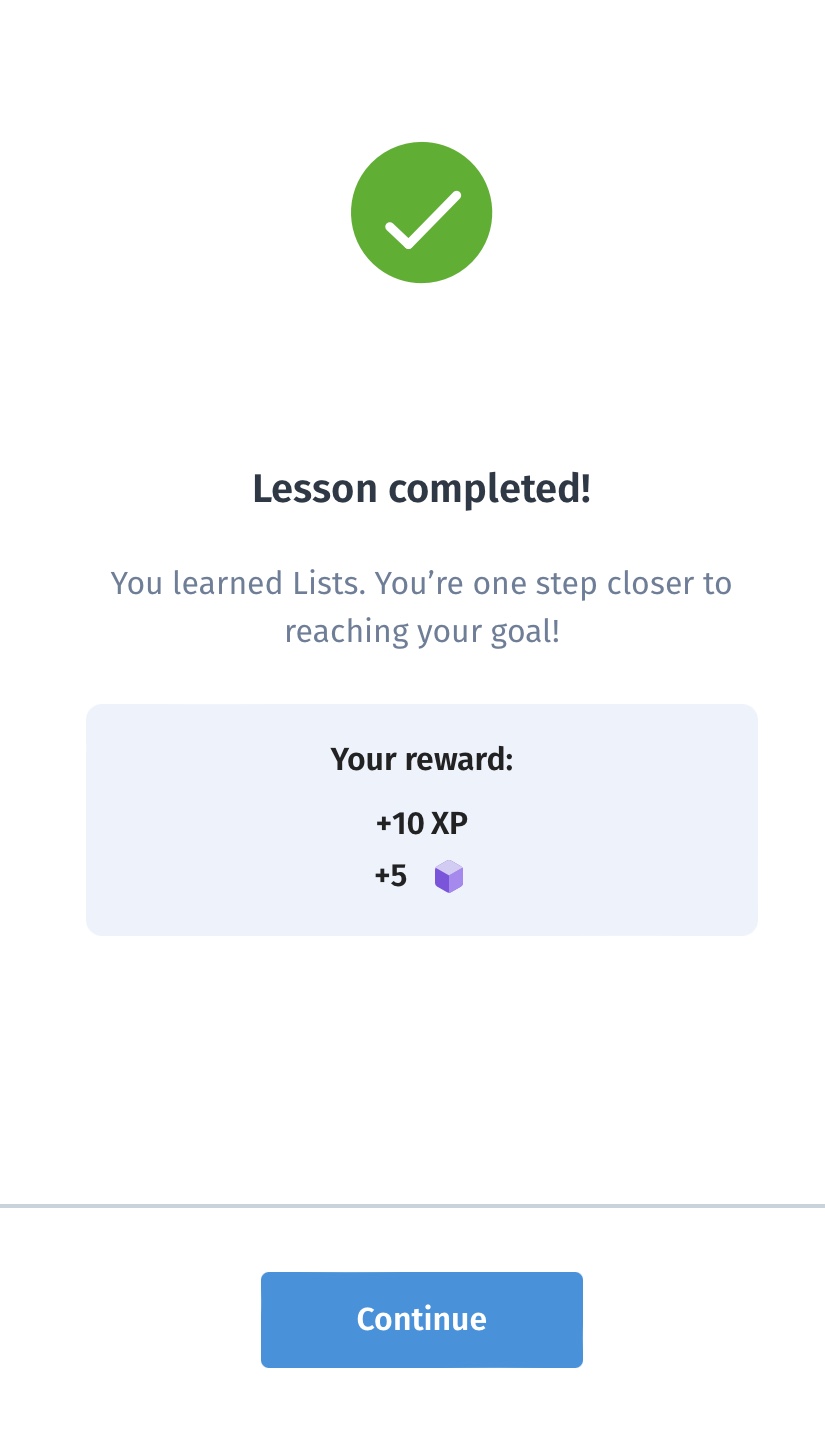 Lesson completed!
You learned Lists. You’re one step closer to
reaching your goal!
Your reward:
+10 XP
+5
Continue